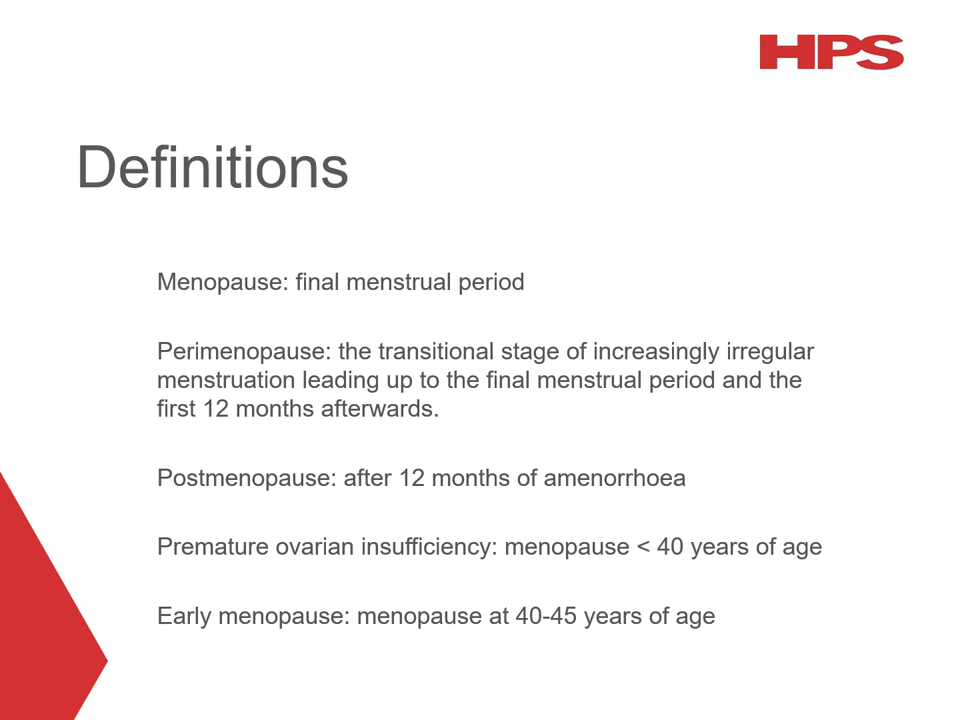 HPS
Definitions
Menopause: final menstrual period
Perimenopause: the transitional stage of increasingly irregular
menstruation leading up to the final menstrual period and the
first 12 months afterwards.
Postmenopause: after 12 months of amenorrhoea
Premature ovarian insufficiency: menopause < 40 years of age
Early menopause: menopause at 40-45 years of age